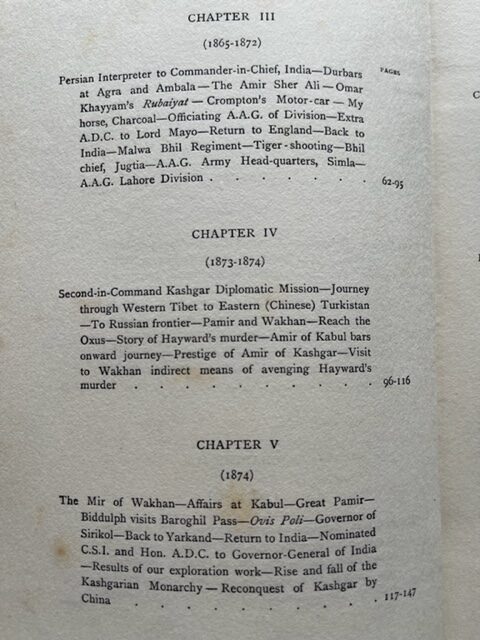 CHAPTER III
(1865-1872)
PAGES
Persian Interpreter to Commander-in-Chief, India—Durbars
at Agra and Ambala—The Amir Sher Ali—Omar
Khayyam's Rubaiyat—Crompton's Motor-car—My
horse, Charcoal—Officiating A.A.G. of Division—Extra
A.D.C. to Lord Mayo—Return to England—Back to
India—Malwa Bhil Regiment—Tiger-shooting—Bhil
chief, Jugtia—A.A.G. Army Head-quarters, Simla—
A.A.G. Lahore Division . . . . . . . 62-95
CHAPTER IV
(1873-1874)
Second-in-Command Kashgar Diplomatic Mission—Journey
through Western Tibet to Eastern (Chinese) Turkistan
—To Russian frontier—Pamir and Wakhan—Reach the
Oxus—Story of Hayward's murder—Amir of Kabul bars
onward journey—Prestige of Amir of Kashgar—Visit
to Wakhan indirect means of avenging Hayward's
murder . . . . . . . . . . 96-116
CHAPTER V
(1874)
The Mir of Wakhan—Affairs at Kabul—Great Pamir—
Biddulph visits Baroghil Pass—Ovis Poli—Governor of
Sirikol—Back to Yarkand—Return to India—Nominated
C.S.I. and Hon. A.D.C. to Governor-General of India
—Results of our exploration work—Rise and fall of the
Kashgarian Monarchy—Reconquest of Kashgar by
China . . . . . . . . . . 117-147